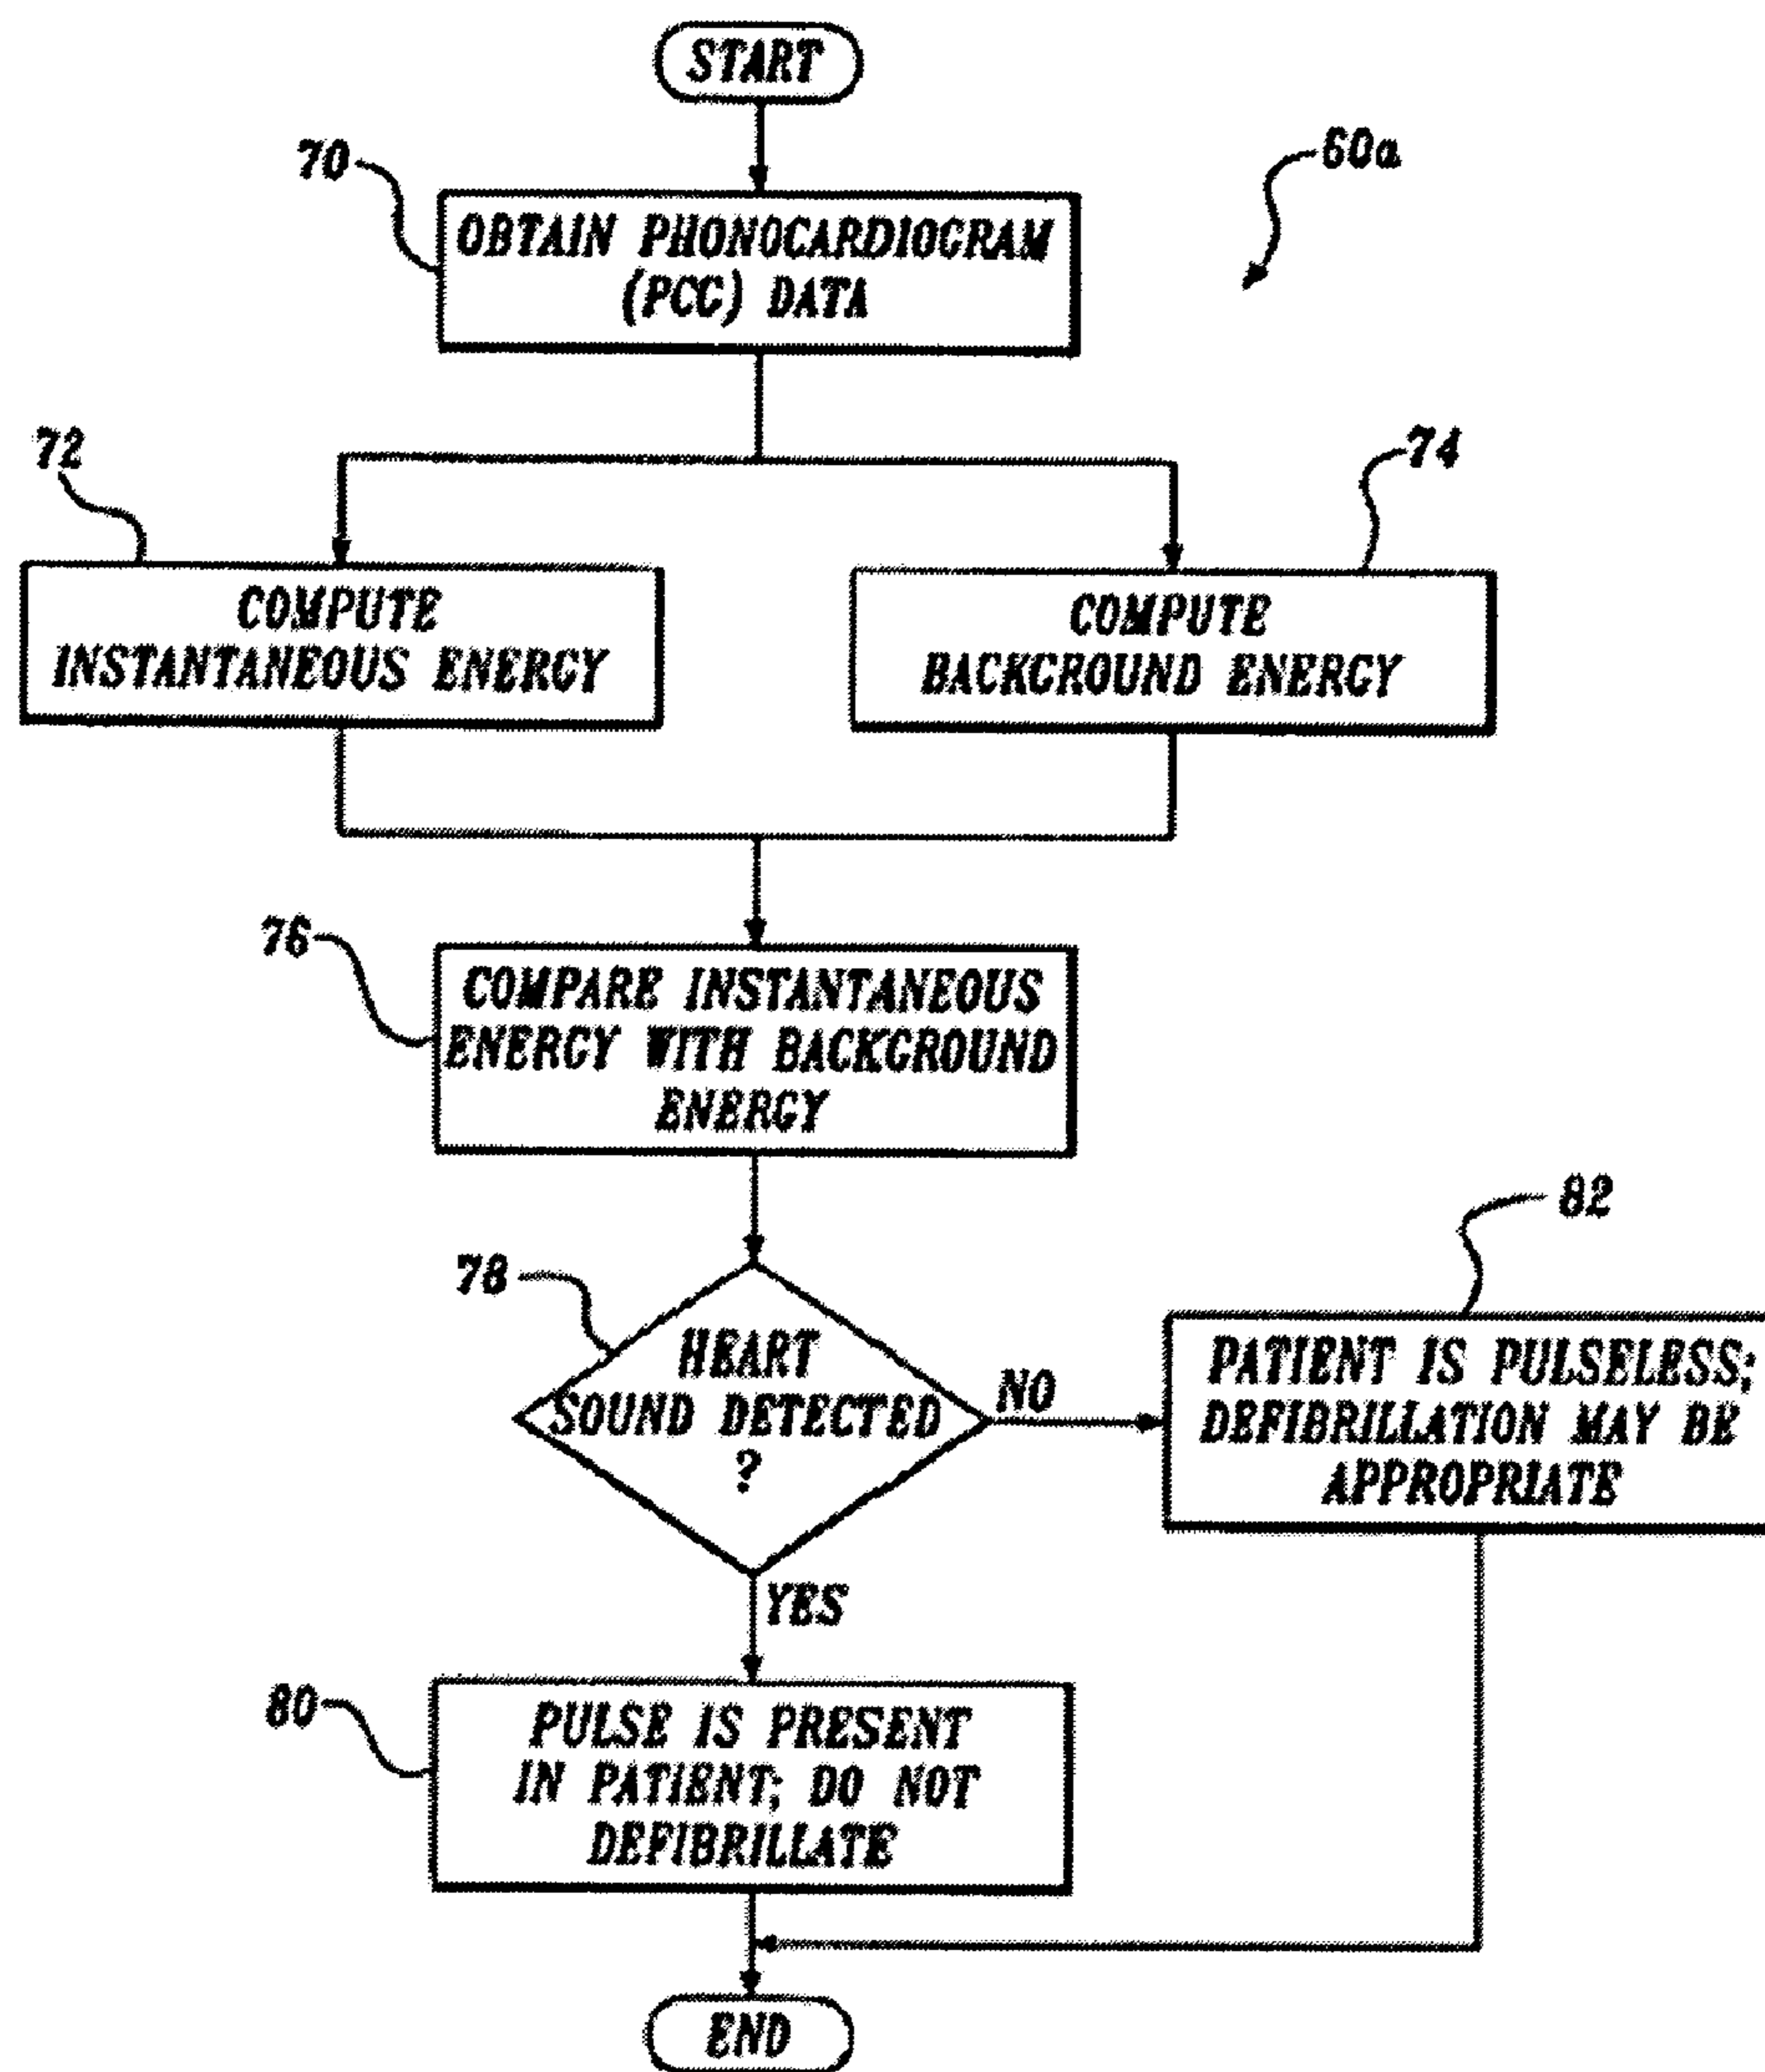 START
70
60a
OBTAIN PHONOCARDIOGRAM
(PCG) DATA
72
74
COMPUTE
INSTANTANEOUS ENERGY
COMPUTE
BACKGROUND ENERGY
76
COMPARE INSTANTANEOUS
ENERGY WITH BACKGROUND
ENERGY
78
HEART
SOUND DETECTED
?
NO
82
PATIENT IS PULSELESS;
DEFIBRILLATION MAY BE
APPROPRIATE
YES
80
PULSE IS PRESENT
IN PATIENT; DO NOT
DEFIBRILLATE
END